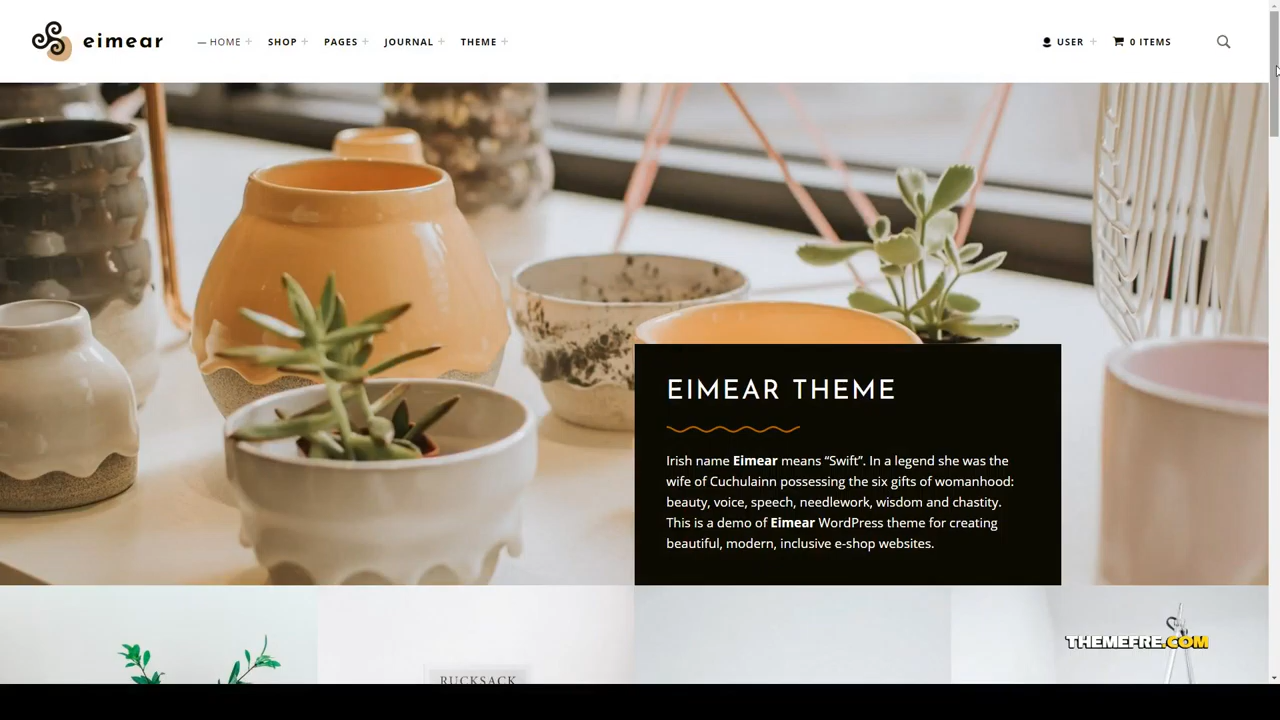 eimear
— HOME + SHOP + PAGES + JOURNAL + THEME +
USER + 0 ITEMS
EIMEAR THEME
Irish name Eimear means “Swift”. In a legend she was the
wife of Cuchulainn possessing the six gifts of womanhood:
beauty, voice, speech, needlework, wisdom and chastity.
This is a demo of Eimear WordPress theme for creating
beautiful, modern, inclusive e-shop websites.
THEMEFRE.COM
RUCKSACK